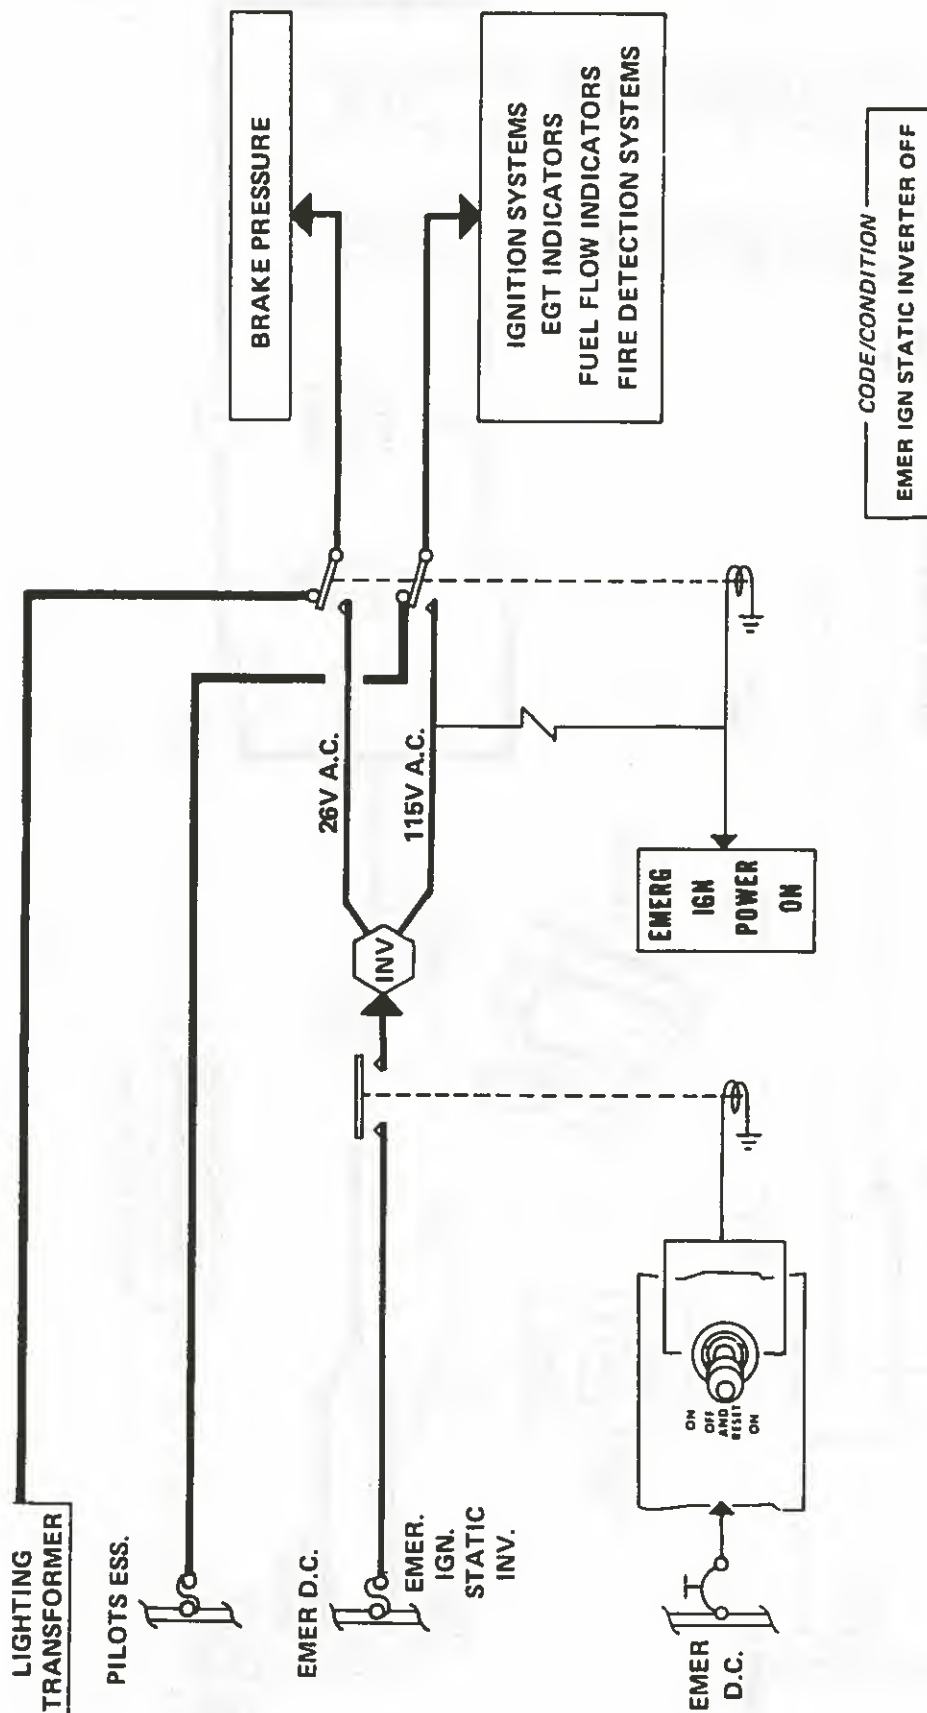 LIGHTING
TRANSFORMER
PILOTS ESS.
EMER D.C.
EMER.
IGN.
STATIC
INV.
EMER
D.C.
ON
OFF
AND
RESET
ON
INV
26V A.C.
115V A.C.
EMERG
IGN
POWER
ON
BRAKE PRESSURE
IGNITION SYSTEMS
EGT INDICATORS
FUEL FLOW INDICATORS
FIRE DETECTION SYSTEMS
CODE/CONDITION
EMER IGN STATIC INVERTER OFF